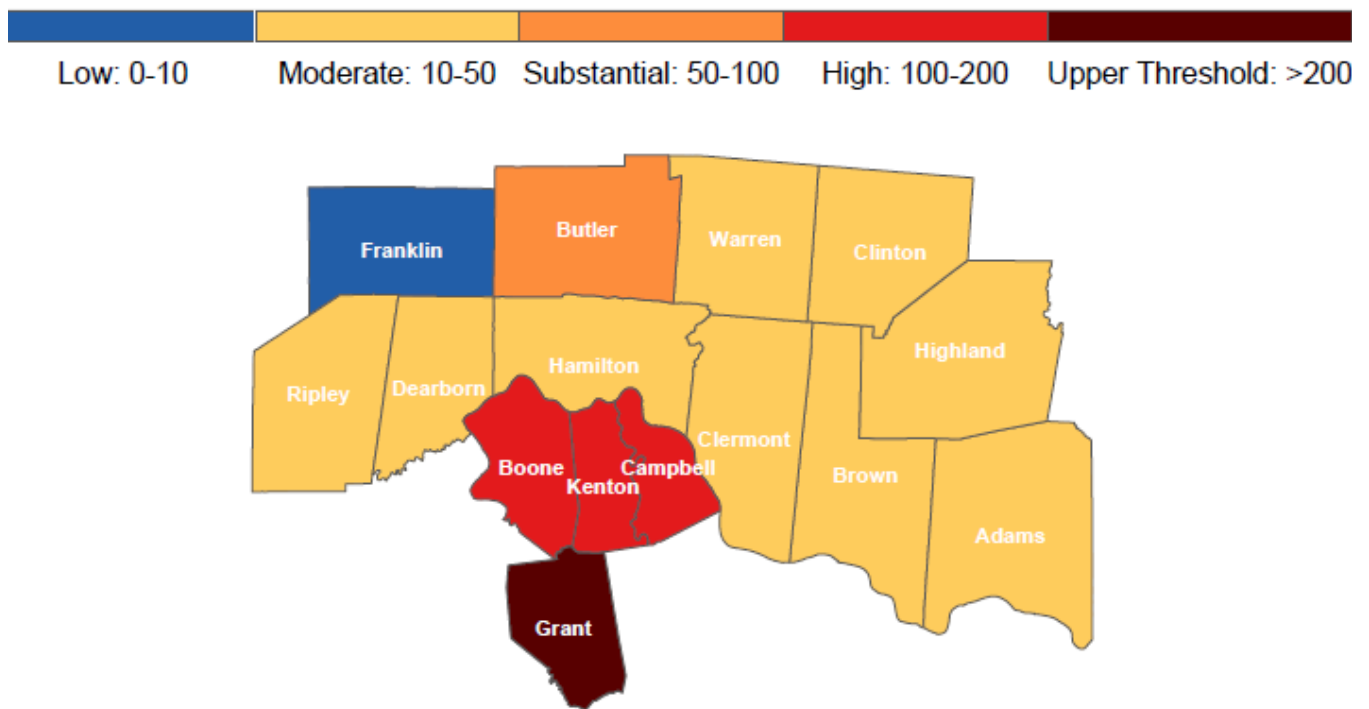 Low: 0-10 Moderate: 10-50 Substantial: 50-100 High: 100-200 Upper Threshold: >200
Butler
Warren
Franklin
Clinton
Highland
Hamilton
Ripley
Dearborn
Clermont
Boone
Campbell
Kenton
Brown
Adams
Grant